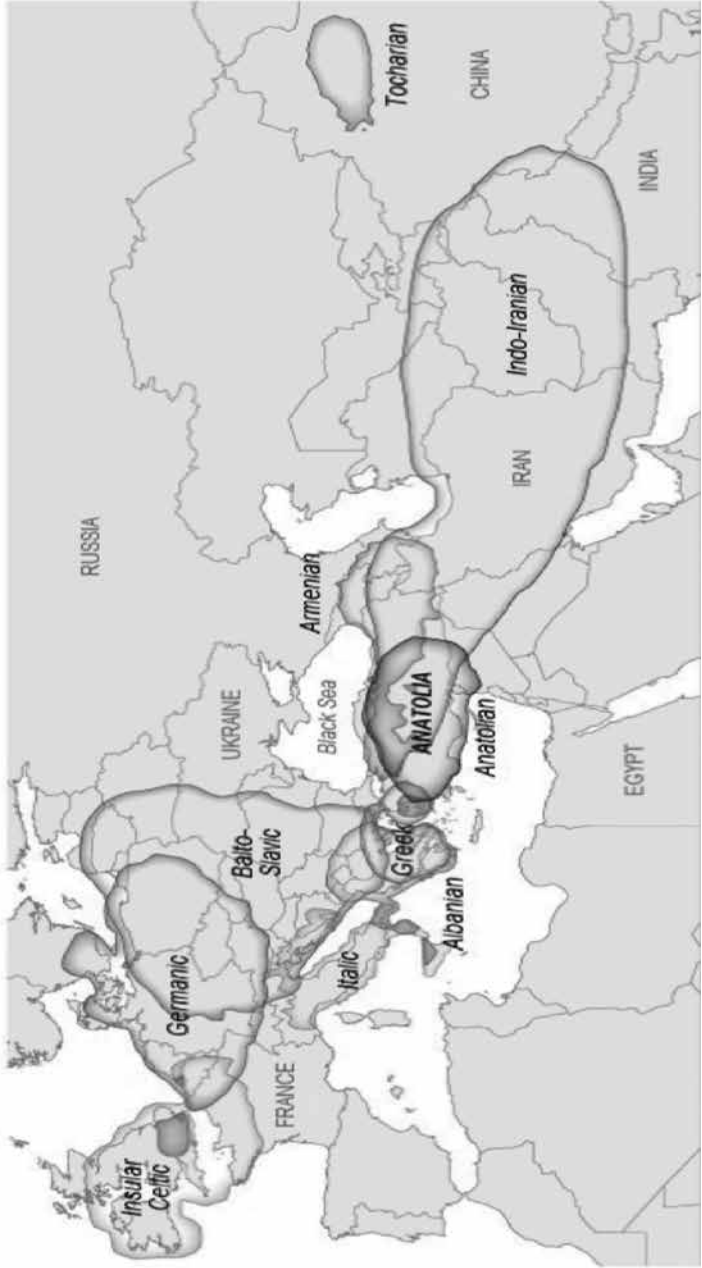 RUSSIA
Tocharian
CHINA
Armenian
UKRAINE
Black Sea
Balto-
Slavic
Germanic
Insular
Celtic
FRANCE
Italic
Albanian
Greek
ANATOLIA
Anatolian
IRAN
Indo-Iranian
INDIA
EGYPT